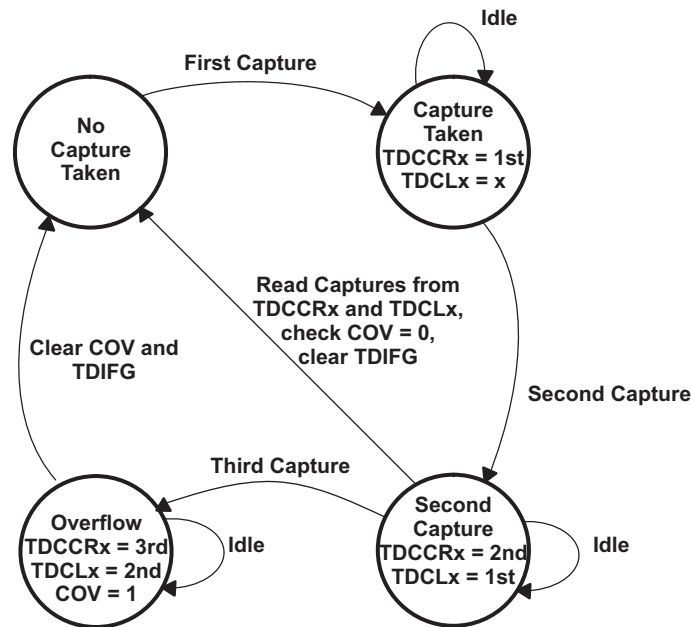 Idle
First Capture
No
Capture
Taken
Capture
Taken
TDCCRx = 1st
TDCLx = x
Read Captures from
TDCCRx and TDCLx,
check COV = 0,
clear TDIFG
Clear COV and
TDIFG
Second Capture
Third Capture
Overflow
TDCCRx = 3rd
TDCLx = 2nd
COV = 1
Idle
Second
Capture
TDCCRx = 2nd
TDCLx = 1st
Idle